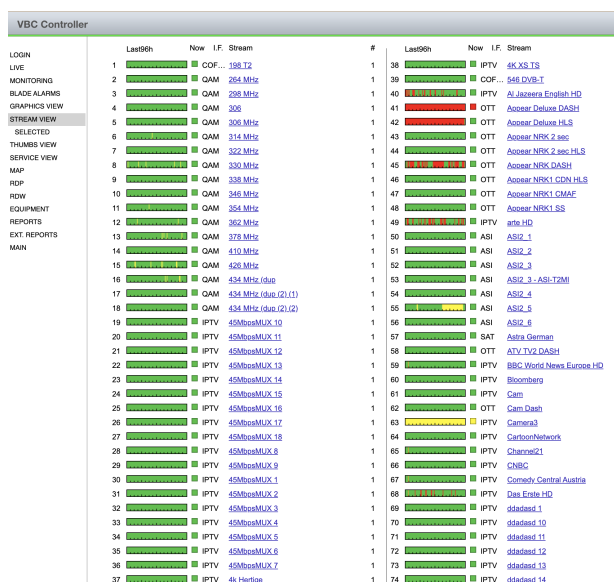 VBC Controller
LOGIN
LIVE
MONITORING
BLADE ALARMS
GRAPHICS VIEW
STREAM VIEW
SELECTED
THUMBS VIEW
SERVICE VIEW
MAP
RDP
RDW
EQUIPMENT
REPORTS
EXT. REPORTS
MAIN
Last96h Now I.F. Stream #
1 COF... 198 T2 1
2 QAM 264 MHz 1
3 QAM 298 MHz 1
4 QAM 306 1
5 QAM 306 MHz 1
6 QAM 314 MHz 1
7 QAM 322 MHz 1
8 QAM 330 MHz 1
9 QAM 338 MHz 1
10 QAM 346 MHz 1
11 QAM 354 MHz 1
12 QAM 362 MHz 1
13 QAM 378 MHz 1
14 QAM 410 MHz 1
15 QAM 426 MHz 1
16 QAM 434 MHz (dup 1
17 QAM 434 MHz (dup (2) (1) 1
18 QAM 434 MHz (dup (2) (2) 1
19 IPTV 45MbpsMUX 10 1
20 IPTV 45MbpsMUX 11 1
21 IPTV 45MbpsMUX 12 1
22 IPTV 45MbpsMUX 13 1
23 IPTV 45MbpsMUX 14 1
24 IPTV 45MbpsMUX 15 1
25 IPTV 45MbpsMUX 16 1
26 IPTV 45MbpsMUX 17 1
27 IPTV 45MbpsMUX 18 1
28 IPTV 45MbpsMUX 8 1
29 IPTV 45MbpsMUX 9 1
30 IPTV 45MbpsMUX 1 1
31 IPTV 45MbpsMUX 2 1
32 IPTV 45MbpsMUX 3 1
33 IPTV 45MbpsMUX 4 1
34 IPTV 45MbpsMUX 5 1
35 IPTV 45MbpsMUX 6 1
36 IPTV 45MbpsMUX 7 1
37 IPTV 4k Hertige 1
Last96h Now I.F. Stream
38 IPTV 4K XS TS
39 COF... 546 DVB-T
40 IPTV Al Jazeera English HD
41 OTT Appear Deluxe DASH
42 OTT Appear Deluxe HLS
43 OTT Appear NRK 2 sec
44 OTT Appear NRK 2 sec HLS
45 OTT Appear NRK DASH
46 OTT Appear NRK1 CDN HLS
47 OTT Appear NRK1 CMAF
48 OTT Appear NRK1 SS
49 IPTV arte HD
50 ASI ASI2_1
51 ASI ASI2_2
52 ASI ASI2_3
53 ASI ASI2_3 - ASI-T2MI
54 ASI ASI2_4
55 ASI ASI2_5
56 ASI ASI2_6
57 SAT Astra German
58 OTT ATV TV2 DASH
59 IPTV BBC World News Europe HD
60 IPTV Bloomberg
61 IPTV Cam
62 OTT Cam Dash
63 IPTV Camera3
64 IPTV CartoonNetwork
65 IPTV Channel21
66 IPTV CNBC
67 IPTV Comedy Central Austria
68 IPTV Das Erste HD
69 IPTV ddadasd 1
70 IPTV ddadasd 10
71 IPTV ddadasd 11
72 IPTV ddadasd 12
73 IPTV ddadasd 13
74 IPTV ddadasd 14